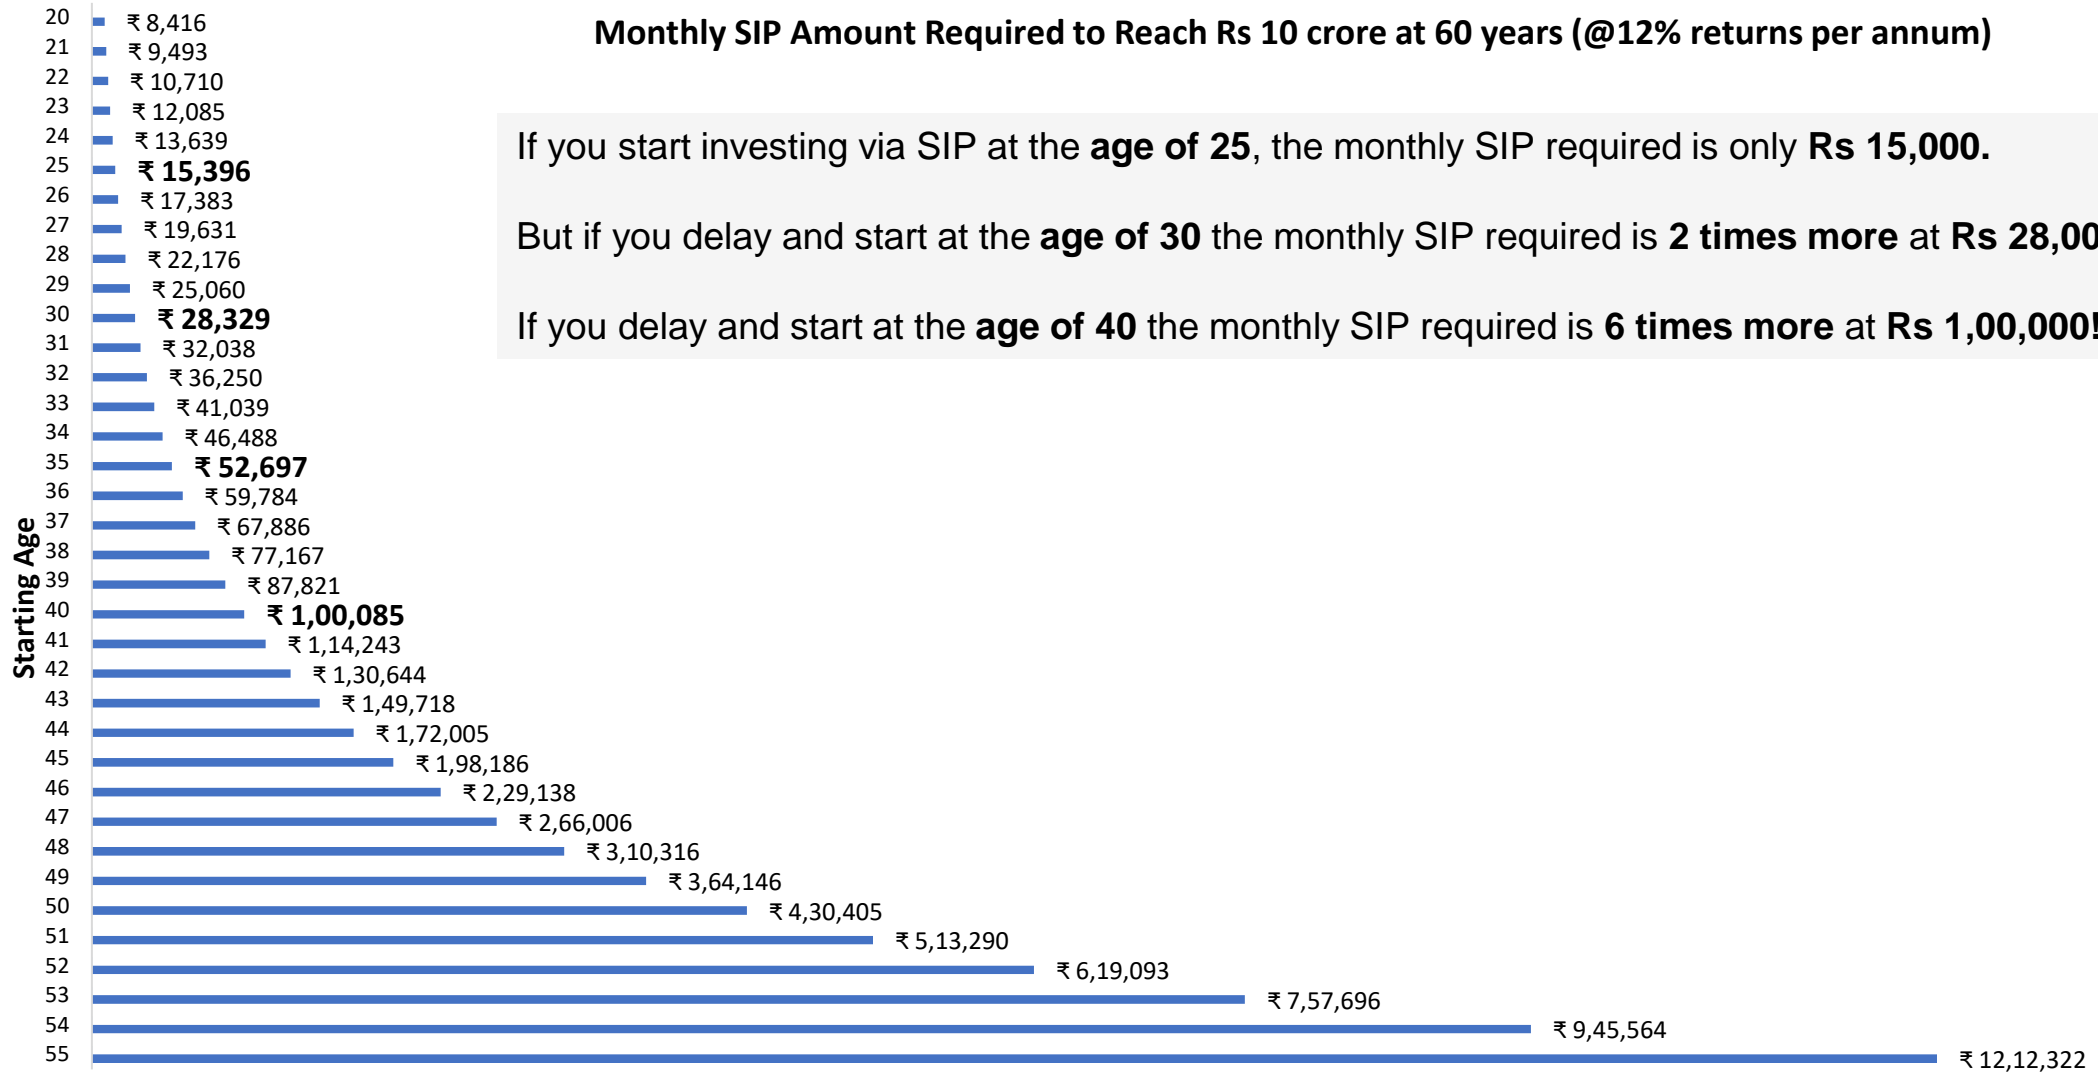 Monthly SIP Amount Required to Reach Rs 10 crore at 60 years (@12% returns per annum)
If you start investing via SIP at the age of 25, the monthly SIP required is only Rs 15,000.
But if you delay and start at the age of 30 the monthly SIP required is 2 times more at Rs 28,00
If you delay and start at the age of 40 the monthly SIP required is 6 times more at Rs 1,00,000!
Starting Age
20 ₹ 8,416
21 ₹ 9,493
22 ₹ 10,710
23 ₹ 12,085
24 ₹ 13,639
25 ₹ 15,396
26 ₹ 17,383
27 ₹ 19,631
28 ₹ 22,176
29 ₹ 25,060
30 ₹ 28,329
31 ₹ 32,038
32 ₹ 36,250
33 ₹ 41,039
34 ₹ 46,488
35 ₹ 52,697
36 ₹ 59,784
37 ₹ 67,886
38 ₹ 77,167
39 ₹ 87,821
40 ₹ 1,00,085
41 ₹ 1,14,243
42 ₹ 1,30,644
43 ₹ 1,49,718
44 ₹ 1,72,005
45 ₹ 1,98,186
46 ₹ 2,29,138
47 ₹ 2,66,006
48 ₹ 3,10,316
49 ₹ 3,64,146
50 ₹ 4,30,405
51 ₹ 5,13,290
52 ₹ 6,19,093
53 ₹ 7,57,696
54 ₹ 9,45,564
55 ₹ 12,12,322